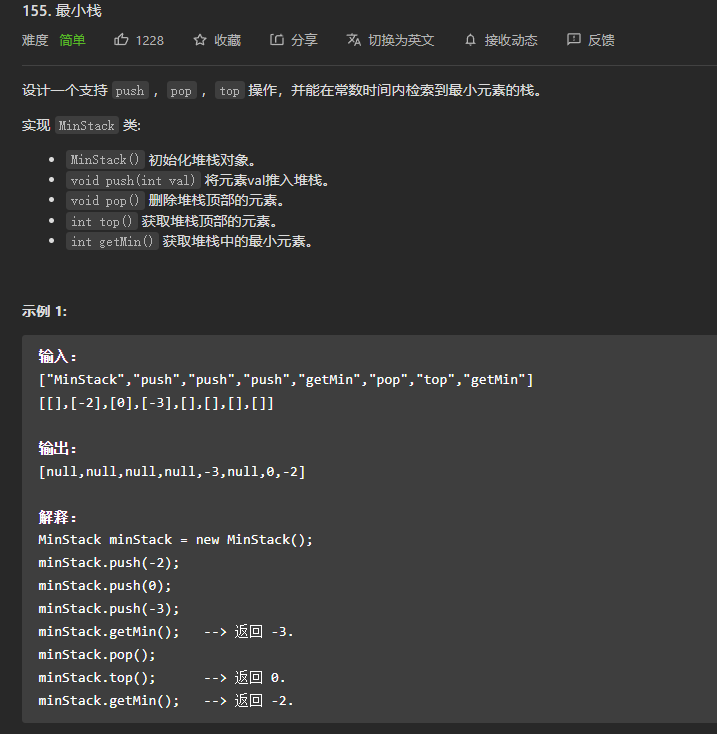 155. 最小栈
难度 简单 1228 收藏 分享 切换为英文 接收动态 反馈
设计一个支持 push ，pop ，top 操作，并能在常数时间内检索到最小元素的栈。
实现 MinStack 类:
MinStack() 初始化堆栈对象。
void push(int val) 将元素val推入堆栈。
void pop() 删除堆栈顶部的元素。
int top() 获取堆栈顶部的元素。
int getMin() 获取堆栈中的最小元素。
示例 1:
输入：
["MinStack","push","push","push","getMin","pop","top","getMin"]
[[],[-2],[0],[-3],[],[],[],[]]
输出：
[null,null,null,null,-3,null,0,-2]
解释：
MinStack minStack = new MinStack();
minStack.push(-2);
minStack.push(0);
minStack.push(-3);
minStack.getMin();   --> 返回 -3.
minStack.pop();
minStack.top();      --> 返回 0.
minStack.getMin();   --> 返回 -2.